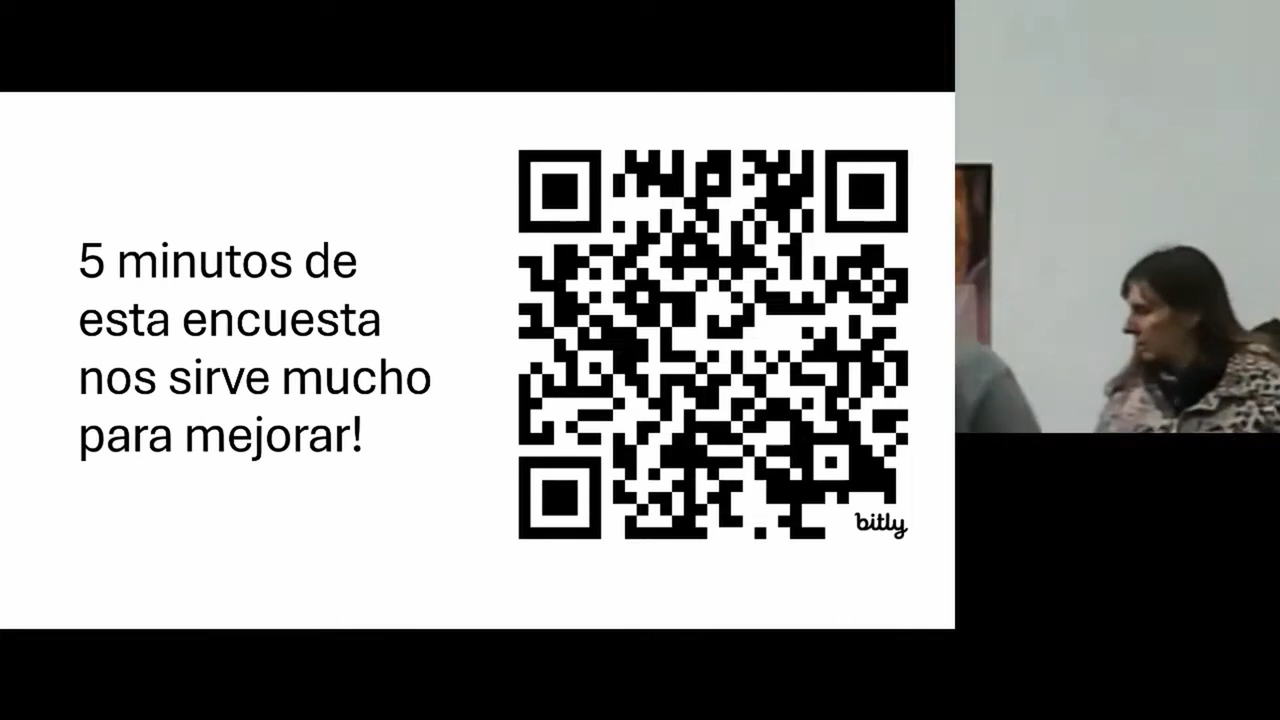 5 minutos de
esta encuesta
nos sirve mucho
para mejorar!
bitly